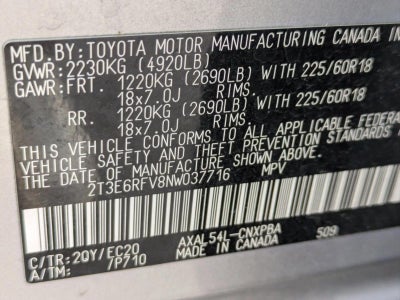 MFD.BY:TOYOTA MOTOR MANUFACTURING CANADA IN
GVWR:2230KG (4920LB)
GAWR:FRT. 1220KG (2690LB) WITH 225/60R18
18x7.0J RIMS.
RR. 1220KG (2690LB) WITH 225/60R18
18x7.0J RIMS.
THIS VEHICLE CONFORMS TO ALL APPLICABLE FEDERA
VEHICLE SAFETY AND THEFT PREVENTION
THE DATE OF MANUFACTURE SHOWN ABOVE.
2T3E6RFV8NW037716 MPV
C/TR:2QY/EC20 AXAL54L-CNXPBA 509
A/TM: /P710 MADE IN CANADA